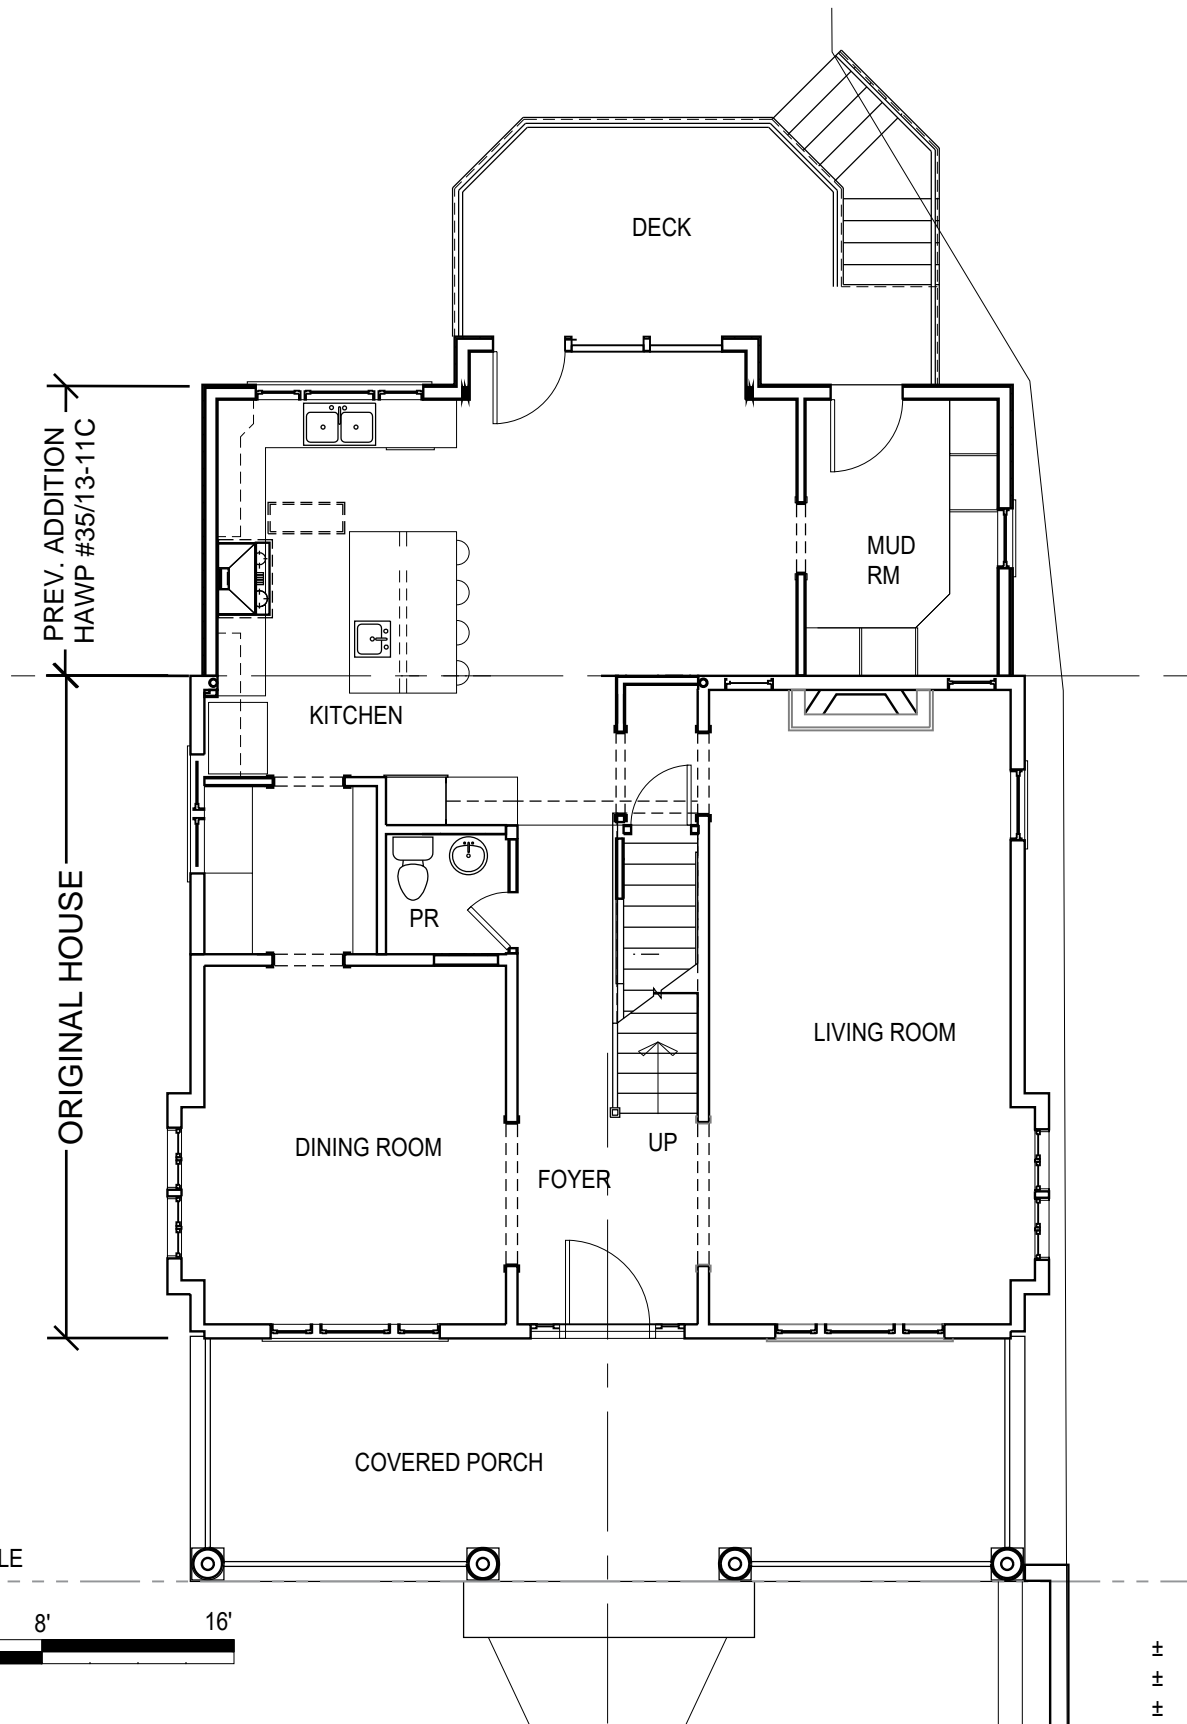 DECK
PREV. ADDITION
HAWP #35/13-11C
MUD
RM
KITCHEN
ORIGINAL HOUSE
PR
LIVING ROOM
DINING ROOM
UP
FOYER
COVERED PORCH
LE
8' 16'
±
±
±